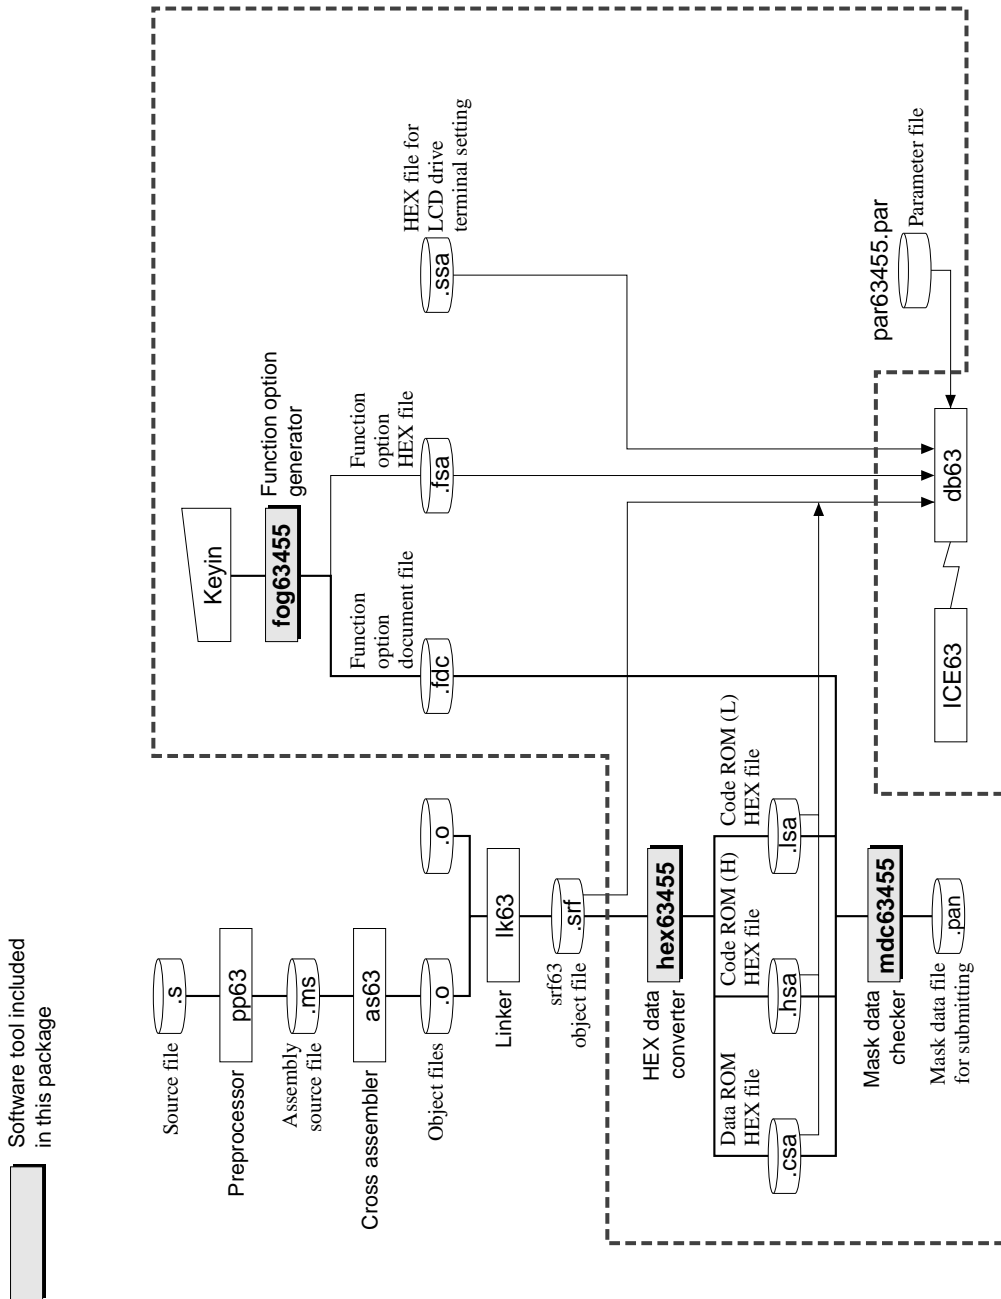 Software tool included
in this package
Source file
.s
Preprocessor
pp63
Assembly
source file
.ms
Cross assembler
as63
Object files
.o
.o
Linker
lk63
srf63
object file
.srf
HEX data
converter
hex63455
Data ROM
HEX file
.csa
Code ROM (H)
HEX file
.hsa
Code ROM (L)
HEX file
.lsa
Mask data
checker
mdc63455
Mask data file
for submitting
.pan
Keyin
fog63455
Function option
generator
Function
option
document file
.fdc
Function
option
HEX file
.fsa
HEX file for
LCD drive
terminal setting
.ssa
par63455.par
Parameter file
ICE63
db63